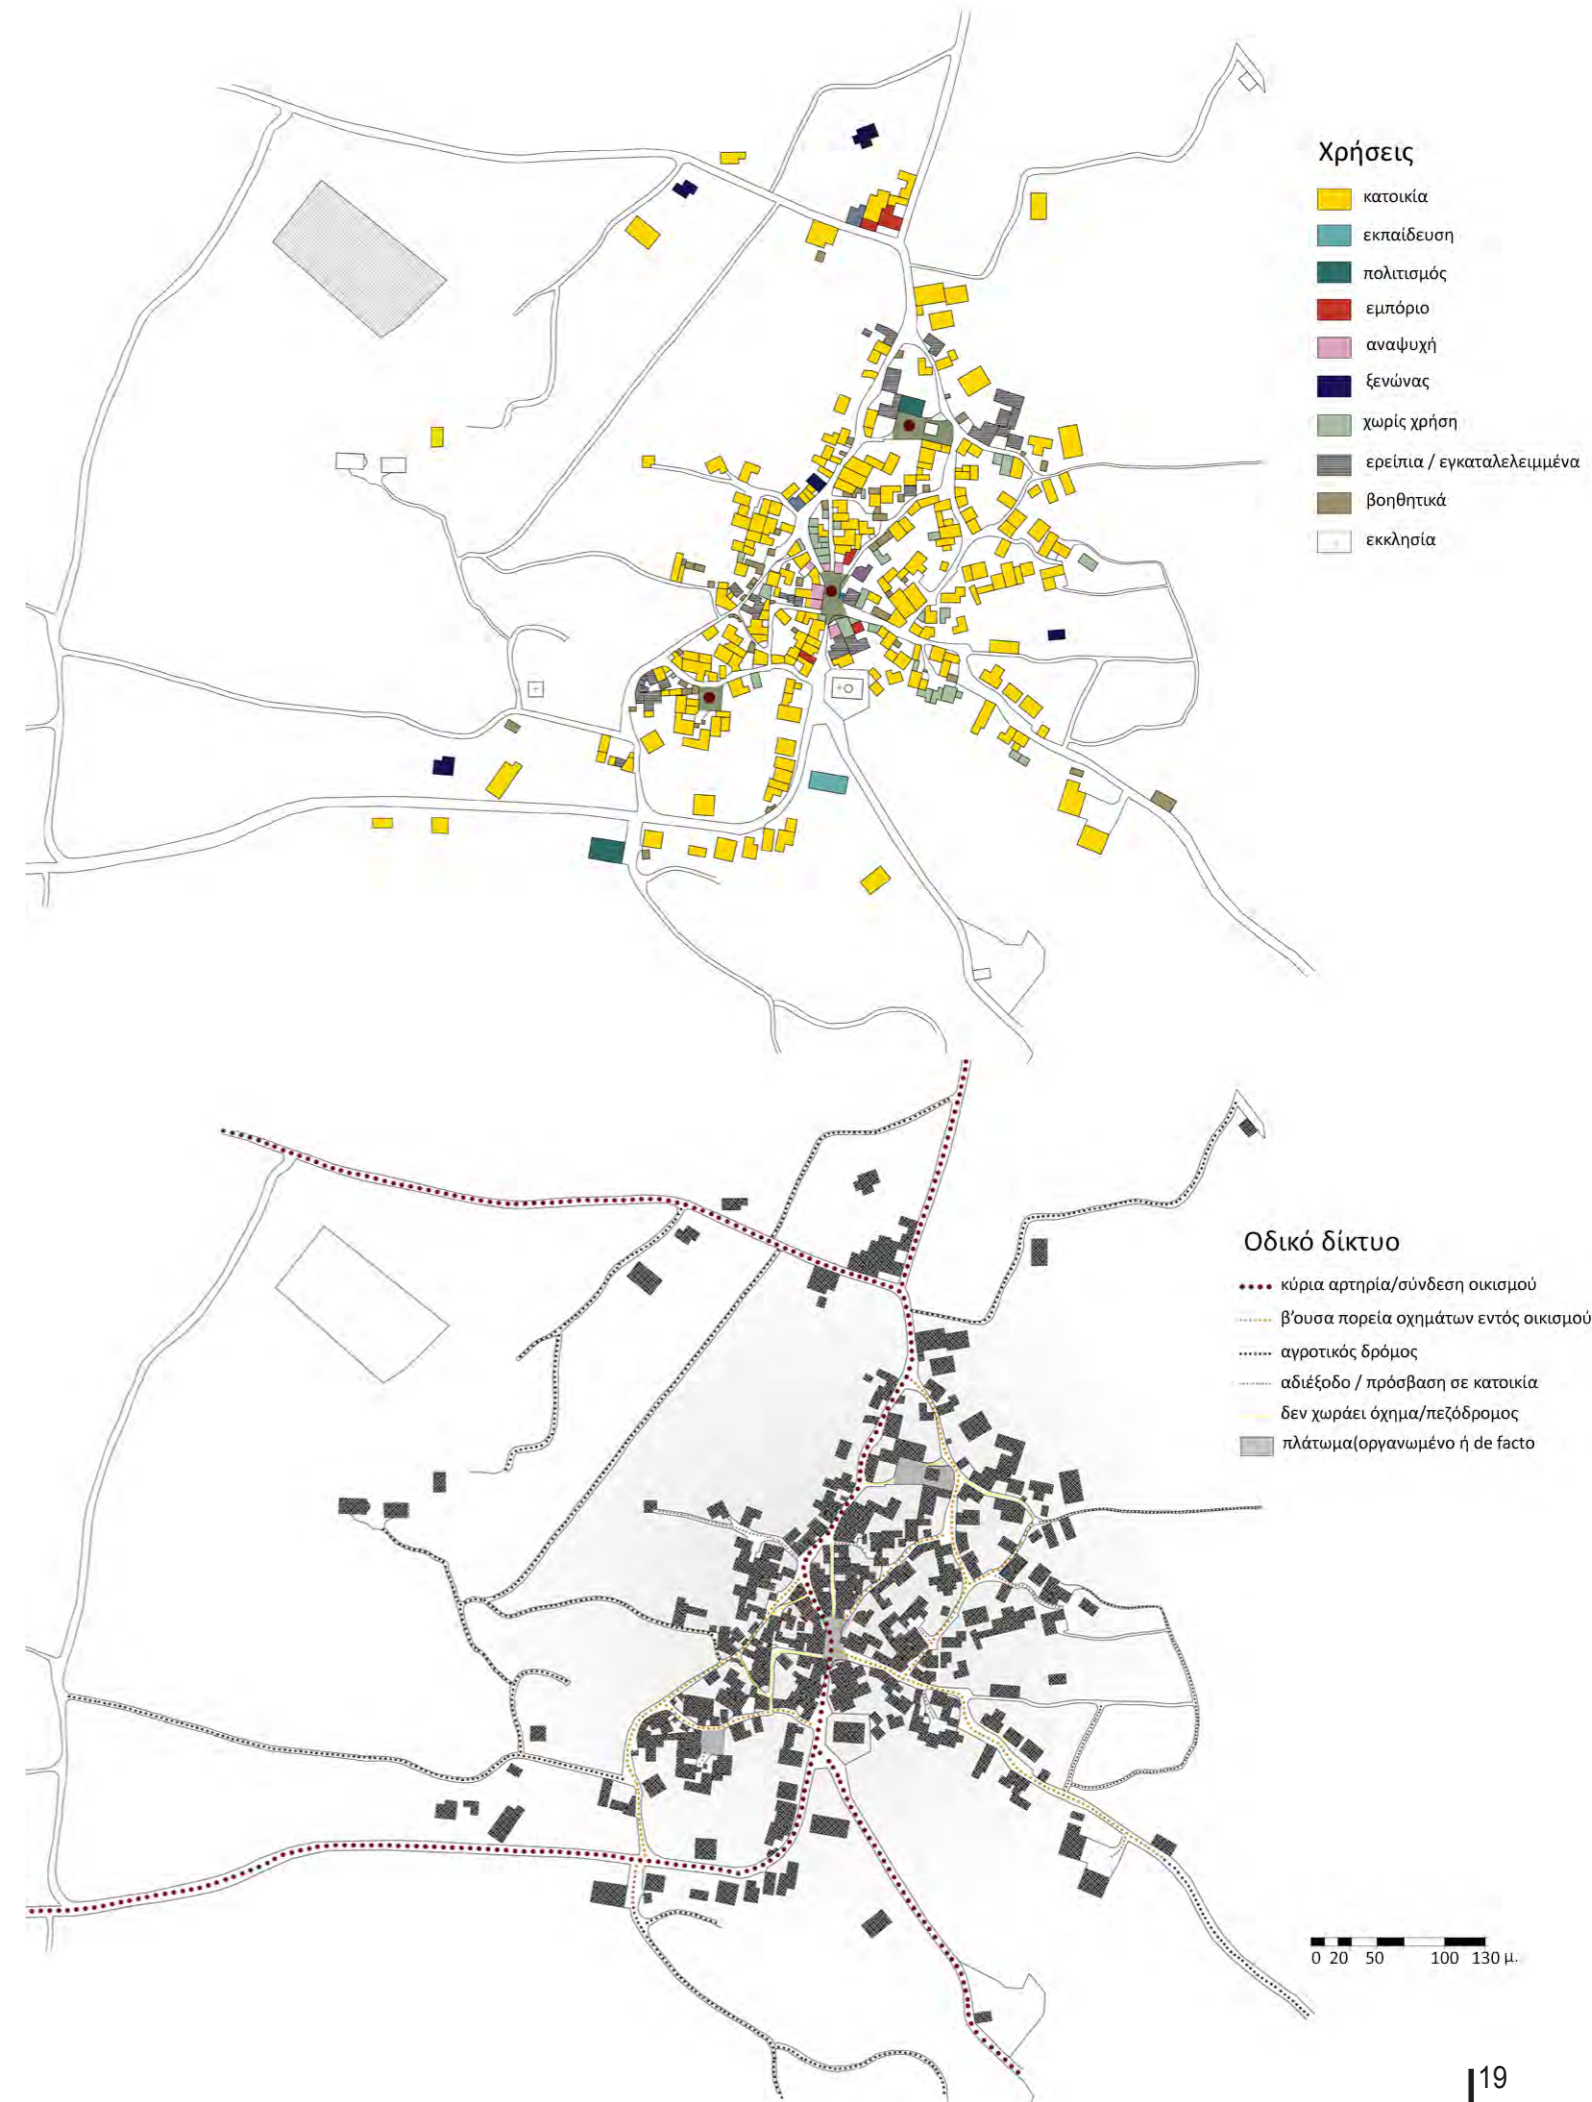 Χρήσεις
κατοικία
εκπαίδευση
πολιτισμός
εμπόριο
αναψυχή
ξενώνας
χωρίς χρήση
ερείπια / εγκαταλελειμμένα
βοηθητικά
εκκλησία
Οδικό δίκτυο
κύρια αρτηρία/σύνδεση οικισμού
β'ουσα πορεία οχημάτων εντός οικισμού
αγροτικός δρόμος
αδιέξοδο / πρόσβαση σε κατοικία
δεν χωράει όχημα/πεζόδρομος
πλάτωμα(οργανωμένο ή de facto
0 20 50 100 130 μ.
19